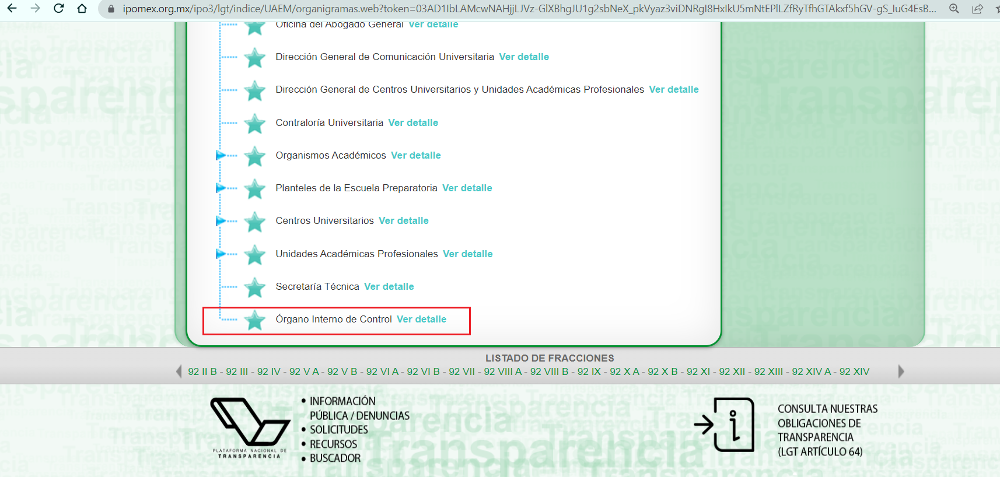 ipomex.org.mx/ipo3/lgt/indice/UAEM/organigramas.web?token=03AD1IbLAMcwNAHjjLJVz-GlXBhgJU1g2sbNeX_pkVyaz3viDNRgI8HxIkU5mNtEPlLZfRyTfhGTAkxf5hGV-gS_IuG4EsB...
Oficina del Abogado General Ver detalle
Dirección General de Comunicación Universitaria Ver detalle
Dirección General de Centros Universitarios y Unidades Académicas Profesionales Ver detalle
Contraloría Universitaria Ver detalle
Organismos Académicos Ver detalle
Planteles de la Escuela Preparatoria Ver detalle
Centros Universitarios Ver detalle
Unidades Académicas Profesionales Ver detalle
Secretaría Técnica Ver detalle
Órgano Interno de Control Ver detalle
LISTADO DE FRACCIONES
92 II B - 92 III - 92 IV - 92 V A - 92 V B - 92 VI A - 92 VI B - 92 VII - 92 VIII A - 92 VIII B - 92 IX - 92 X A - 92 X B - 92 XI - 92 XII - 92 XIII - 92 XIV A - 92 XIV
PLATAFORMA NACIONAL DE
TRANSPARENCIA
• INFORMACIÓN
PÚBLICA / DENUNCIAS
• SOLICITUDES
• RECURSOS
• BUSCADOR
CONSULTA NUESTRAS
OBLIGACIONES DE
TRANSPARENCIA
(LGT ARTÍCULO 64)